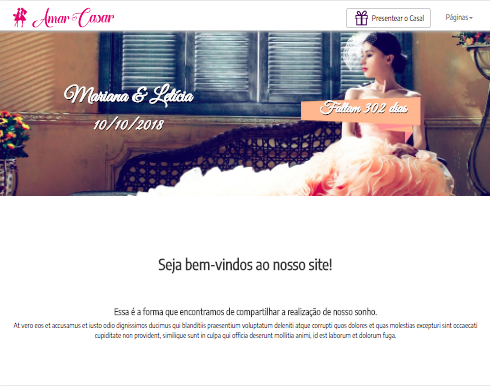 Amar & Casar
Presentear o Casal
Páginas
Mariana & Letícia
10/10/2018
Faltam 302 dias
Seja bem-vindos ao nosso site!
Essa é a forma que encontramos de compartilhar a realização de nosso sonho.
At vero eos et accusamus et iusto odio dignissimos ducimus qui blanditiis praesentium voluptatum deleniti atque corrupti quos dolores et quas molestias excepturi sint occaecati
cupiditate non provident, similique sunt in culpa qui officia deserunt mollitia animi, id est laborum et dolorum fuga.